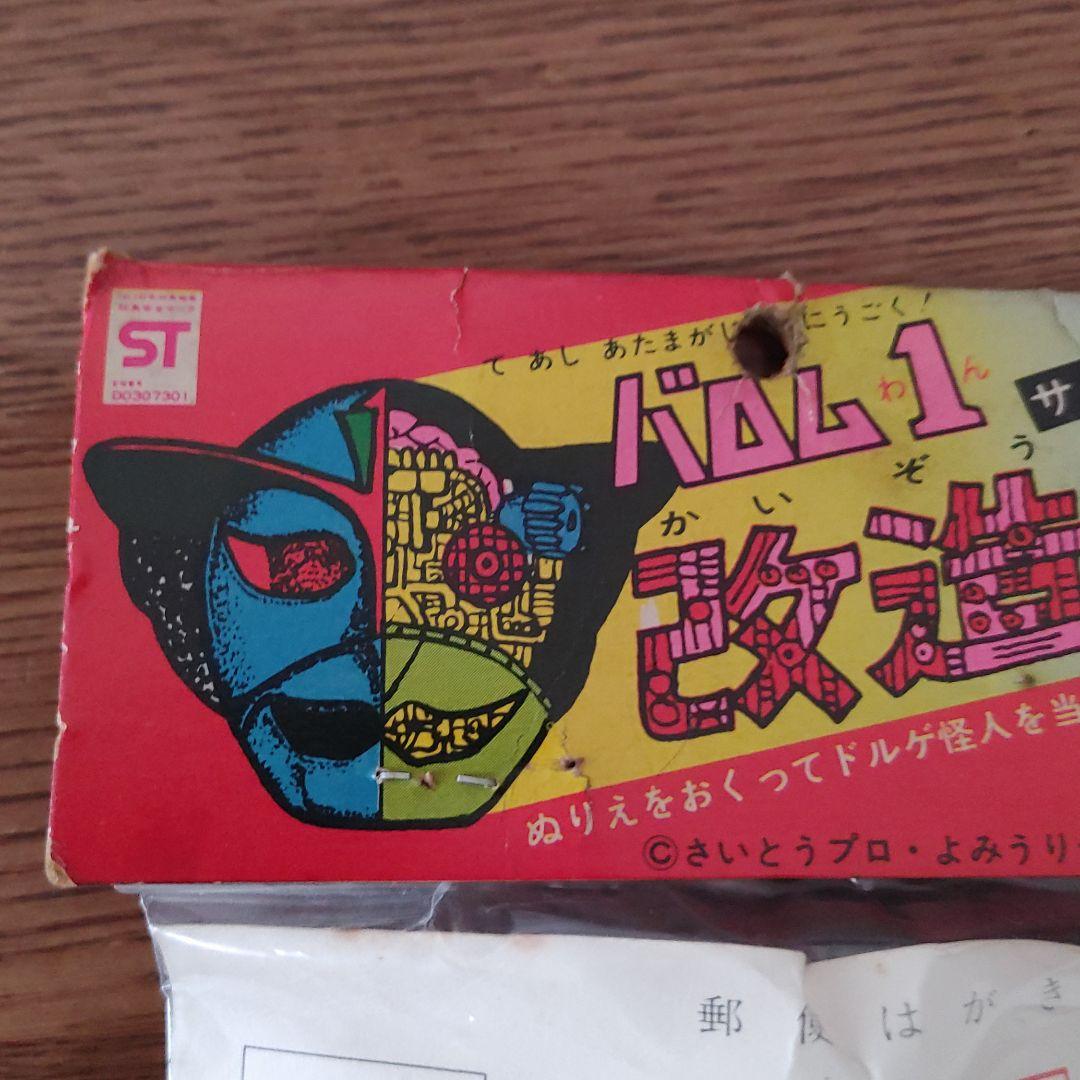 ST
D0307301
て あし あたまがじ にうごく!
バロム1
わん
サ
かいぞう
改造
ぬりえをおくってドルゲ怪人を当
©さいとうプロ・よみうり
郵便はがき